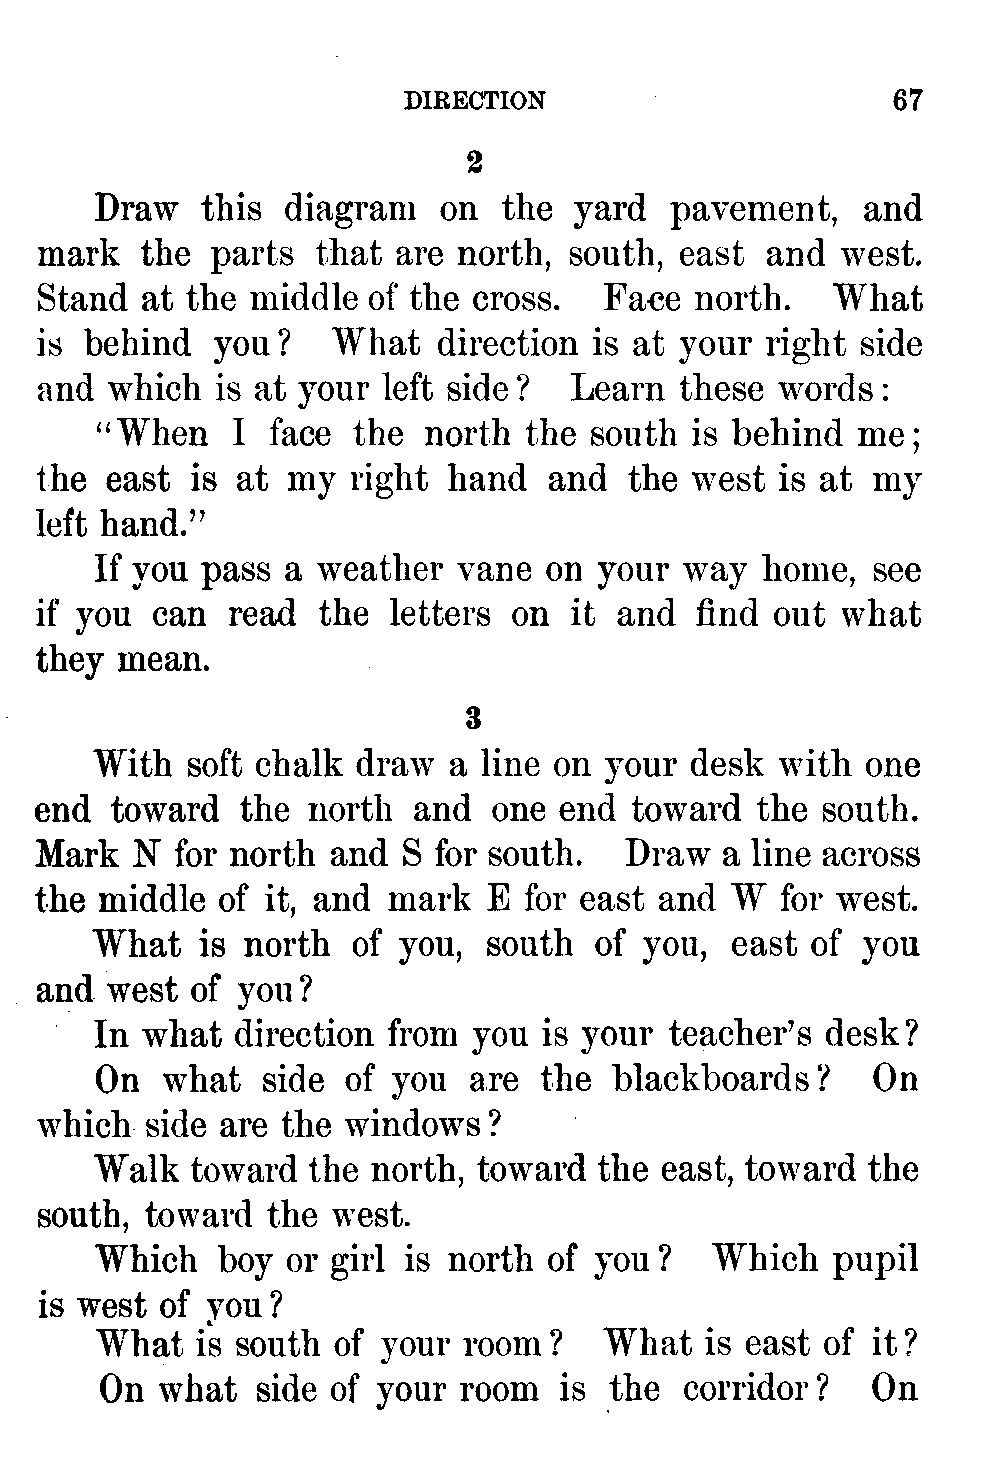 DIRECTION 67
2
Draw this diagram on the yard pavement, and
mark the parts that are north, south, east and west.
Stand at the middle of the cross. Face north. What
is behind you? What direction is at your right side
and which is at your left side? Learn these words:
"When I face the north the south is behind me;
the east is at my right hand and the west is at my
left hand."
If you pass a weather vane on your way home, see
if you can read the letters on it and find out what
they mean.
3
With soft chalk draw a line on your desk with one
end toward the north and one end toward the south.
Mark N for north and S for south. Draw a line across
the middle of it, and mark E for east and W for west.
What is north of you, south of you, east of you
and west of you?
In what direction from you is your teacher's desk?
On what side of you are the blackboards? On
which side are the windows?
Walk toward the north, toward the east, toward the
south, toward the west.
Which boy or girl is north of you? Which pupil
is west of you?
What is south of your room? What is east of it?
On what side of your room is the corridor? On